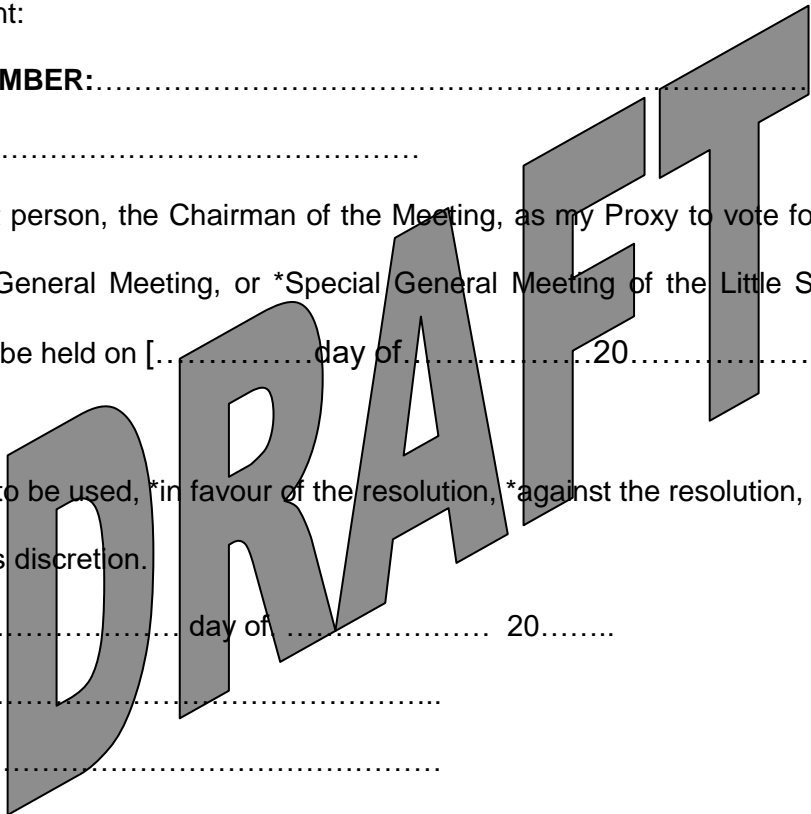 nt:
MBER:……………………………………………………………………
…………………………………………
person, the Chairman of the Meeting, as my Proxy to vote fo
General Meeting, or *Special General Meeting of the Little S
be held on [……………day of………………20………………
to be used, *in favour of the resolution, *against the resolution,
s discretion.
………………… day of. ………………… 20……..
…………………………………………..
…………………………………………
DRAFT